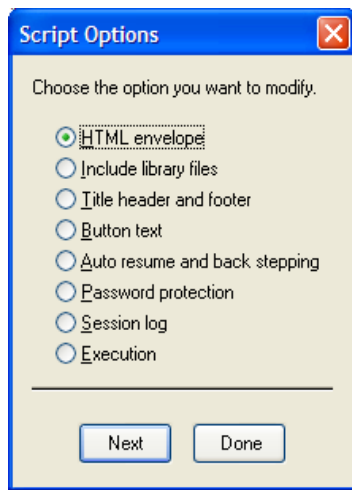 Script Options
Choose the option you want to modify.
HTML envelope
Include library files
Title header and footer
Button text
Auto resume and back stepping
Password protection
Session log
Execution
Next Done